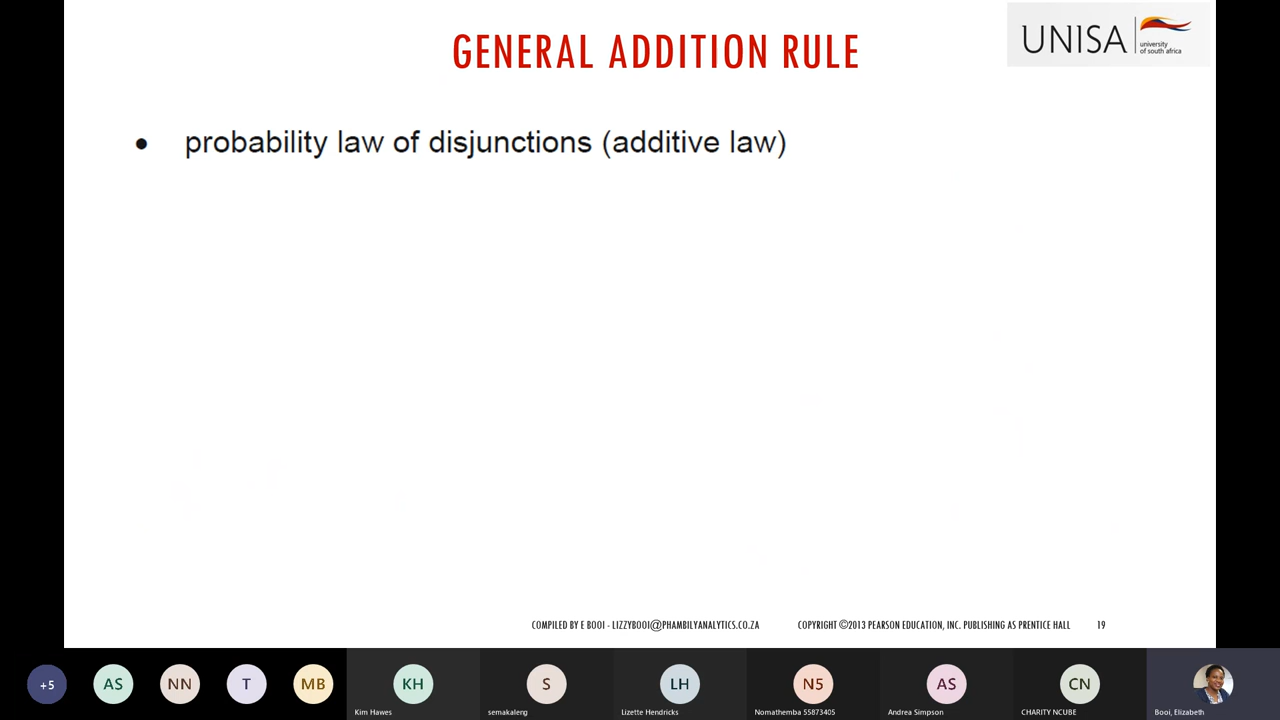 GENERAL ADDITION RULE
UNISA
university
of south africa
• probability law of disjunctions (additive law)
COMPILED BY E BOOI - LIZZYBOOI@PHAMBILYANALYTICS.CO.ZA
COPYRIGHT ©2013 PEARSON EDUCATION, INC. PUBLISHING AS PRENTICE HALL
19
+5
AS
NN
T
MB
KH
S
LH
N5
AS
CN
Kim Hawes
semakaleng
Lizette Hendricks
Nomathemba 55873405
Andrea Simpson
CHARITY NCUBE
Booi, Elizabeth